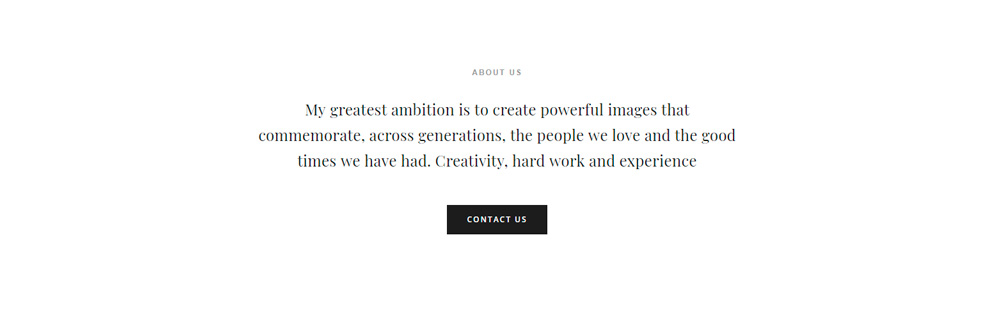 ABOUT US
My greatest ambition is to create powerful images that
commemorate, across generations, the people we love and the good
times we have had. Creativity, hard work and experience
CONTACT US